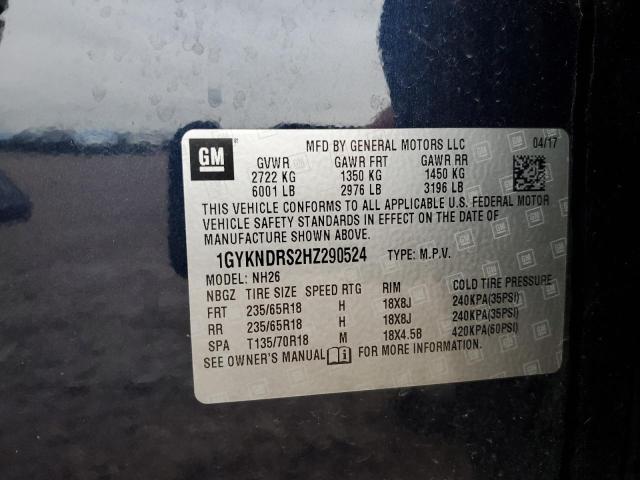 GM
MFD BY GENERAL MOTORS LLC 04/17
GVWR GAWR FRT GAWR RR
2722 KG 1350 KG 1450 KG
6001 LB 2976 LB 3196 LB
THIS VEHICLE CONFORMS TO ALL APPLICABLE U.S. FEDERAL MOTOR
VEHICLE SAFETY STANDARDS IN EFFECT ON THE DATE OF
MANUFACTURE SHOWN ABOVE.
1GYKNDRS2HZ290524 TYPE: M.P.V.
MODEL: NH26
NBGZ TIRE SIZE SPEED RTG RIM COLD TIRE PRESSURE
FRT 235/65R18 H 18X8J 240KPA(35PSI)
RR 235/65R18 H 18X8J 240KPA(35PSI)
SPA T135/70R18 M 18X4.5B 420KPA(60PSI)
SEE OWNER'S MANUAL i FOR MORE INFORMATION.